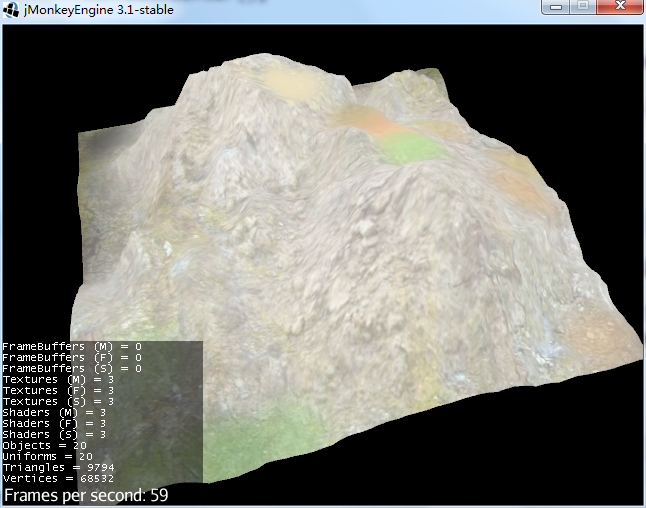 jMonkeyEngine 3.1-stable
FrameBuffers (M) = 0
FrameBuffers (F) = 0
FrameBuffers (S) = 0
Textures (M) = 3
Textures (F) = 3
Textures (S) = 3
Shaders (M) = 3
Shaders (F) = 3
Shaders (S) = 3
Objects = 20
Uniforms = 20
Triangles = 9794
Vertices = 68532
Frames per second: 59